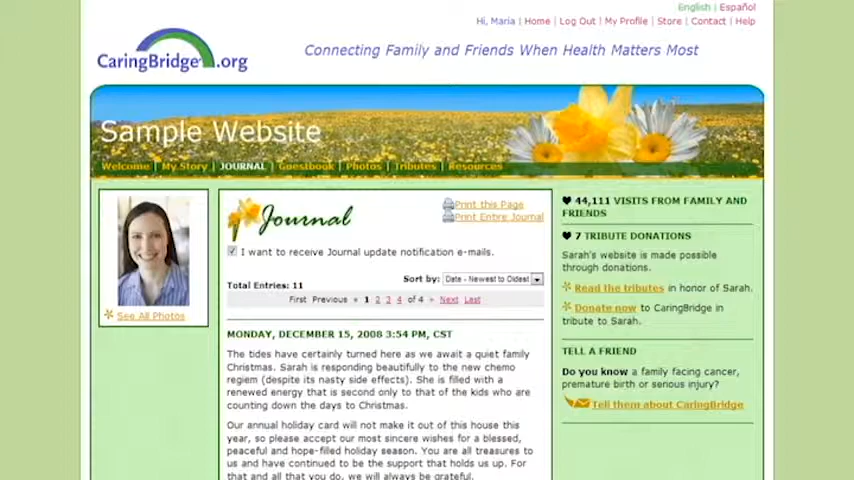 English | Español
Hi, Maria | Home | Log Out | My Profile | Store | Contact | Help
CaringBridge.org
Connecting Family and Friends When Health Matters Most
Sample Website
Welcome | My Story | JOURNAL | Guestbook | Photos | Tributes | Resources
See All Photos
Journal
Print this Page
Print Entire Journal
I want to receive Journal update notification e-mails.
Total Entries: 11
Sort by: Date - Newest to Oldest
First Previous « 1 2 3 4 of 4 » Next Last
MONDAY, DECEMBER 15, 2008 3:54 PM, CST
The tides have certainly turned here as we await a quiet family
Christmas. Sarah is responding beautifully to the new chemo
regiem (despite its nasty side effects). She is filled with a
renewed energy that is second only to that of the kids who are
counting down the days to Christmas.
Our annual holiday card will not make it out of this house this
year, so please accept our most sincere wishes for a blessed,
peaceful and hope-filled holiday season. You are all treasures to
us and have continued to be the support that holds us up. For
that and all that you do, we will always be grateful.
44,111 VISITS FROM FAMILY AND
FRIENDS
7 TRIBUTE DONATIONS
Sarah's website is made possible
through donations.
Read the tributes in honor of Sarah.
Donate now to CaringBridge in
tribute to Sarah.
TELL A FRIEND
Do you know a family facing cancer,
premature birth or serious injury?
Tell them about CaringBridge